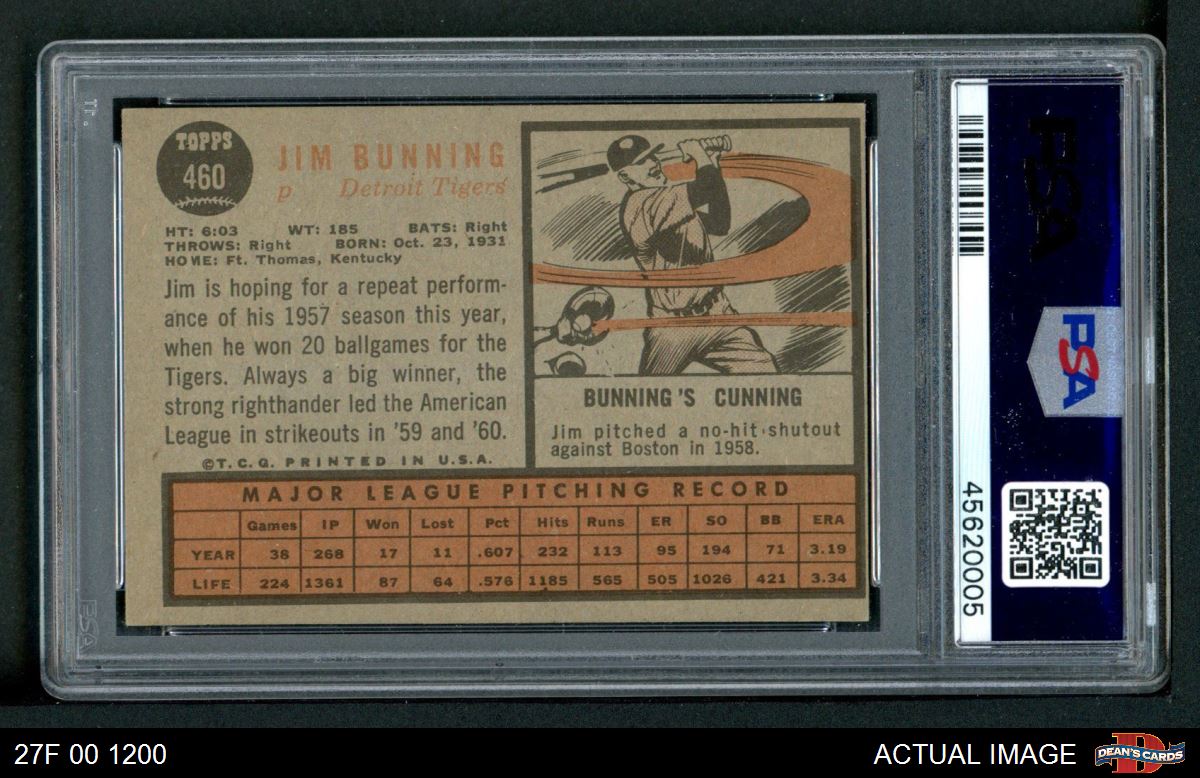 TOPPS
460
JIM BUNNING
p Detroit Tigers
HT: 6:03 WT: 185 BATS: Right
THROWS: Right BORN: Oct. 23, 1931
HOME: Ft. Thomas, Kentucky
Jim is hoping for a repeat perform-
ance of his 1957 season this year,
when he won 20 ballgames for the
Tigers. Always a big winner, the
strong righthander led the American
League in strikeouts in '59 and '60.
©T.C.G. PRINTED IN U.S.A.
BUNNING'S CUNNING
Jim pitched a no-hit shutout
against Boston in 1958.
MAJOR LEAGUE PITCHING RECORD
Games IP Won Lost Pct Hits Runs ER SO BB ERA
YEAR 38 268 17 11 .607 232 113 95 194 71 3.19
LIFE 224 1361 87 64 .576 1185 565 505 1026 421 3.34
PSA
PSA
45620005
PSA
27F 00 1200
ACTUAL IMAGE
DEAN'S CARDS